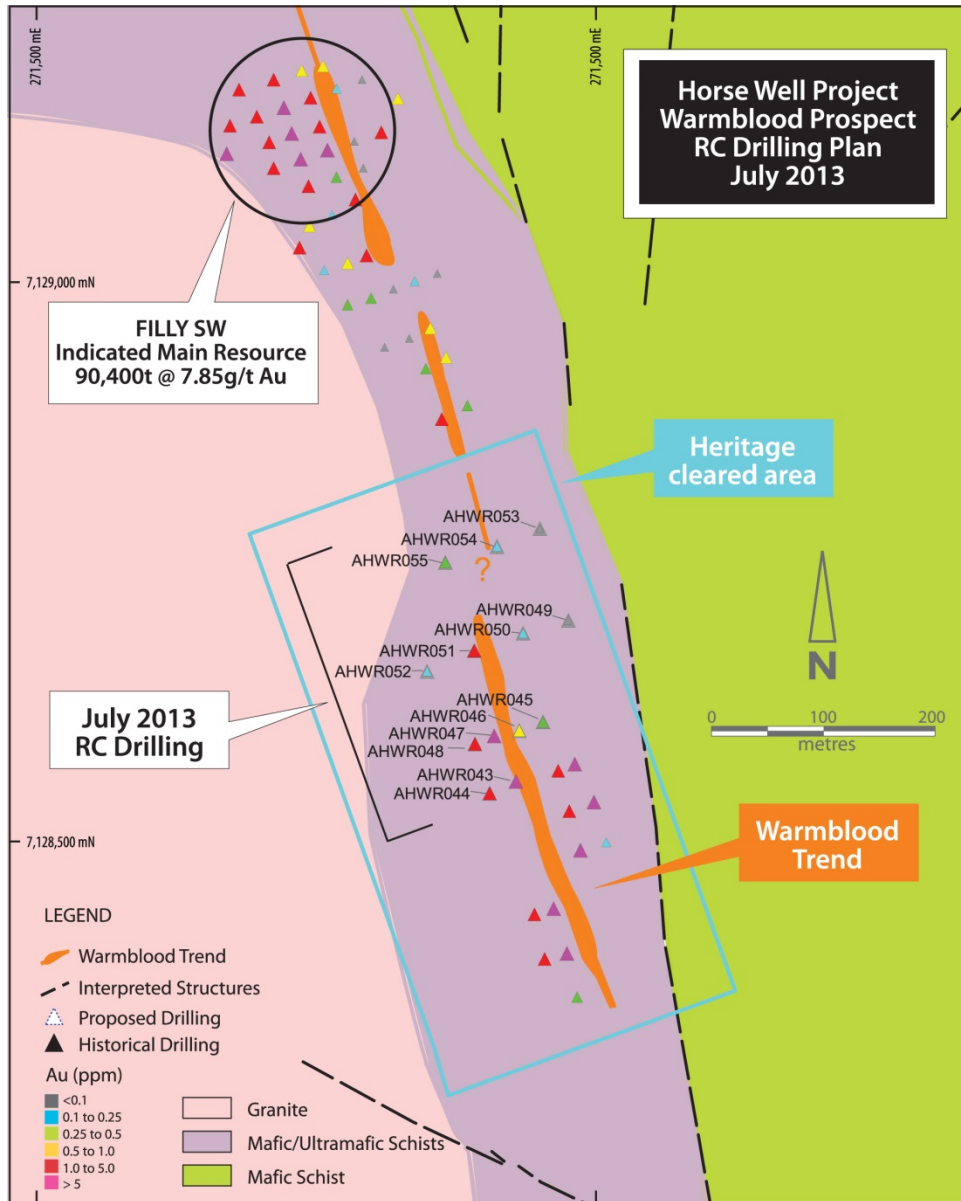 271,500 mE
271,500 mE
Horse Well Project
Warmblood Prospect
RC Drilling Plan
July 2013
7,129,000 mN
FILLY SW
Indicated Main Resource
90,400t @ 7.85g/t Au
Heritage
cleared area
AHWR053
AHWR054
AHWR055
?
AHWR049
AHWR050
AHWR051
AHWR052
N
July 2013
RC Drilling
AHWR045
AHWR046
AHWR047
AHWR048
0 100 200
metres
AHWR043
AHWR044
7,128,500 mN
Warmblood
Trend
LEGEND
Warmblood Trend
Interpreted Structures
Proposed Drilling
Historical Drilling
Au (ppm)
<0.1
0.1 to 0.25
0.25 to 0.5
0.5 to 1.0
1.0 to 5.0
> 5
Granite
Mafic/Ultramafic Schists
Mafic Schist